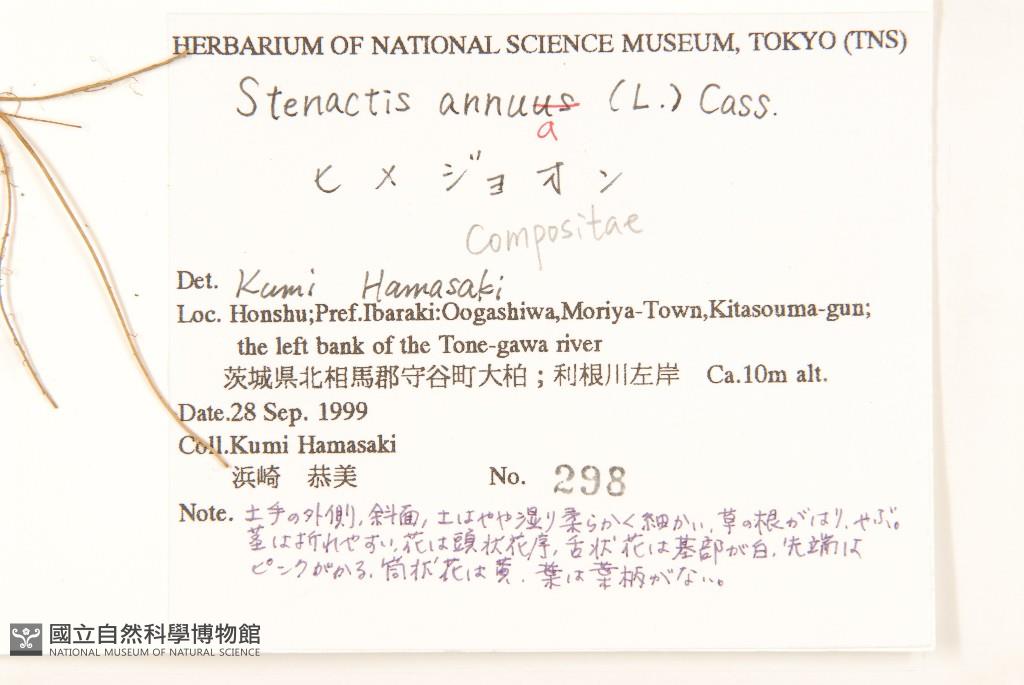 HERBARIUM OF NATIONAL SCIENCE MUSEUM, TOKYO (TNS)
Stenactis annuus (L.) Cass.
a
ヒメジョオン
Compositae
Det. Kumi Hamasaki
Loc. Honshu;Pref.Ibaraki:Oogashiwa,Moriya-Town,Kitasouma-gun;
the left bank of the Tone-gawa river
茨城県北相馬郡守谷町大柏;利根川左岸 Ca.10m alt.
Date.28 Sep. 1999
Coll.Kumi Hamasaki
浜崎 恭美 No. 298
Note. 土手の外側,斜面,土はやや湿り柔らかく細かい,草の根がはり,やぶ。
茎は折れやすい,花は頭状花序,舌状花は基部が白,先端は
ピンクがかる,筒状花は黄,葉は葉柄がない。
國立自然科學博物館
NATIONAL MUSEUM OF NATURAL SCIENCE